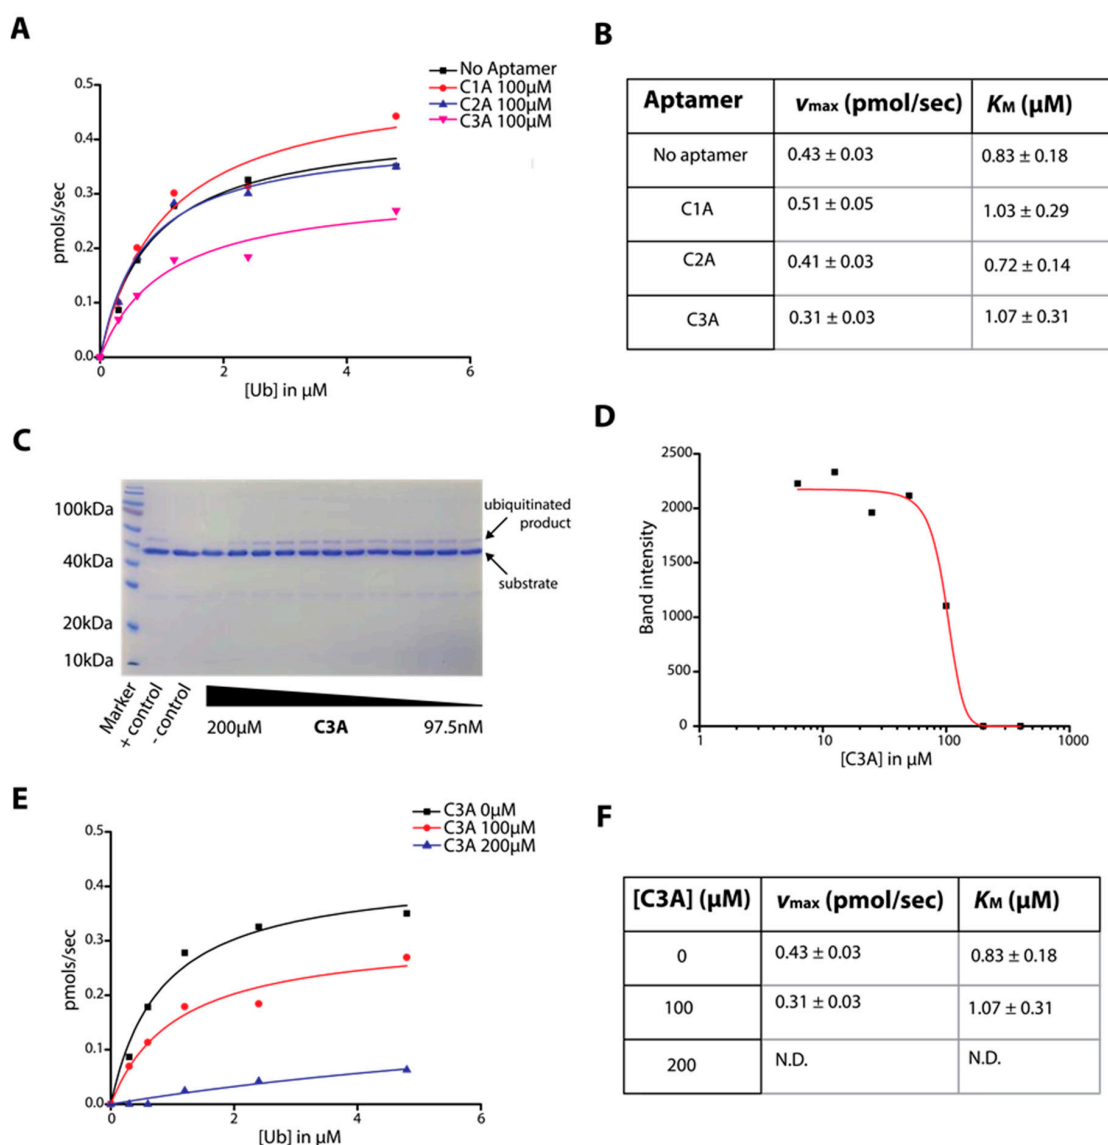 A
No Aptamer
C1A 100µM
C2A 100µM
C3A 100µM
0.5
0.4
0.3
0.2
0.1
0.0
pmols/sec
0 2 4 6
[Ub] in µM
B
Aptamer vmax (pmol/sec) KM (µM)
No aptamer 0.43 ± 0.03 0.83 ± 0.18
C1A 0.51 ± 0.05 1.03 ± 0.29
C2A 0.41 ± 0.03 0.72 ± 0.14
C3A 0.31 ± 0.03 1.07 ± 0.31
C
100kDa
40kDa
20kDa
10kDa
ubiquitinated
product
substrate
Marker
+ control
- control
200µM C3A 97.5nM
D
2500
2000
1500
1000
500
0
Band intensity
1 10 100 1000
[C3A] in µM
E
C3A 0µM
C3A 100µM
C3A 200µM
0.5
0.4
0.3
0.2
0.1
0.0
pmols/sec
0 2 4 6
[Ub] in µM
F
[C3A] (µM) vmax (pmol/sec) KM (µM)
0 0.43 ± 0.03 0.83 ± 0.18
100 0.31 ± 0.03 1.07 ± 0.31
200 N.D. N.D.